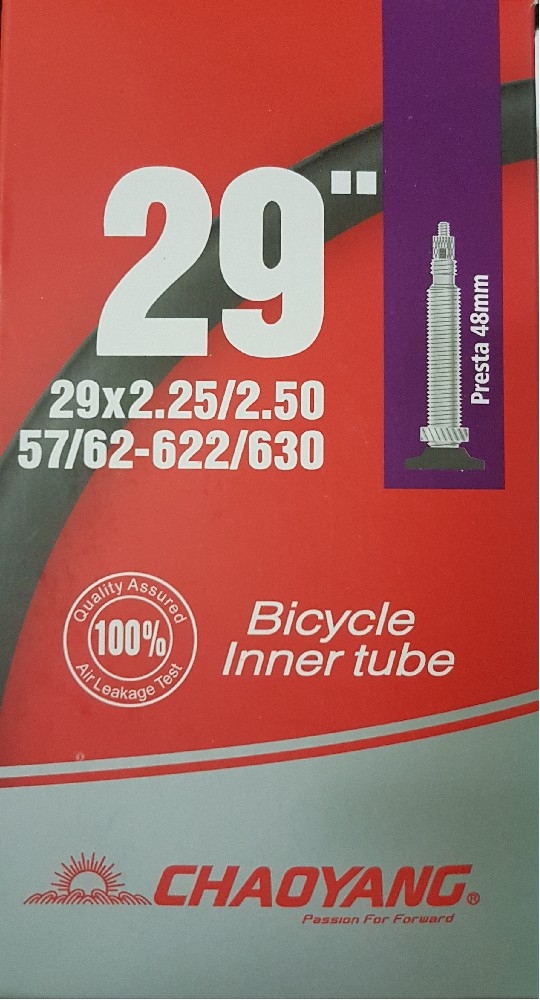 29"
Presta 48mm
29x2.25/2.50
57/62-622/630
Quality Assured
100%
Air Leakage Test
Bicycle
Inner tube
CHAOYANG®
Passion For Forward